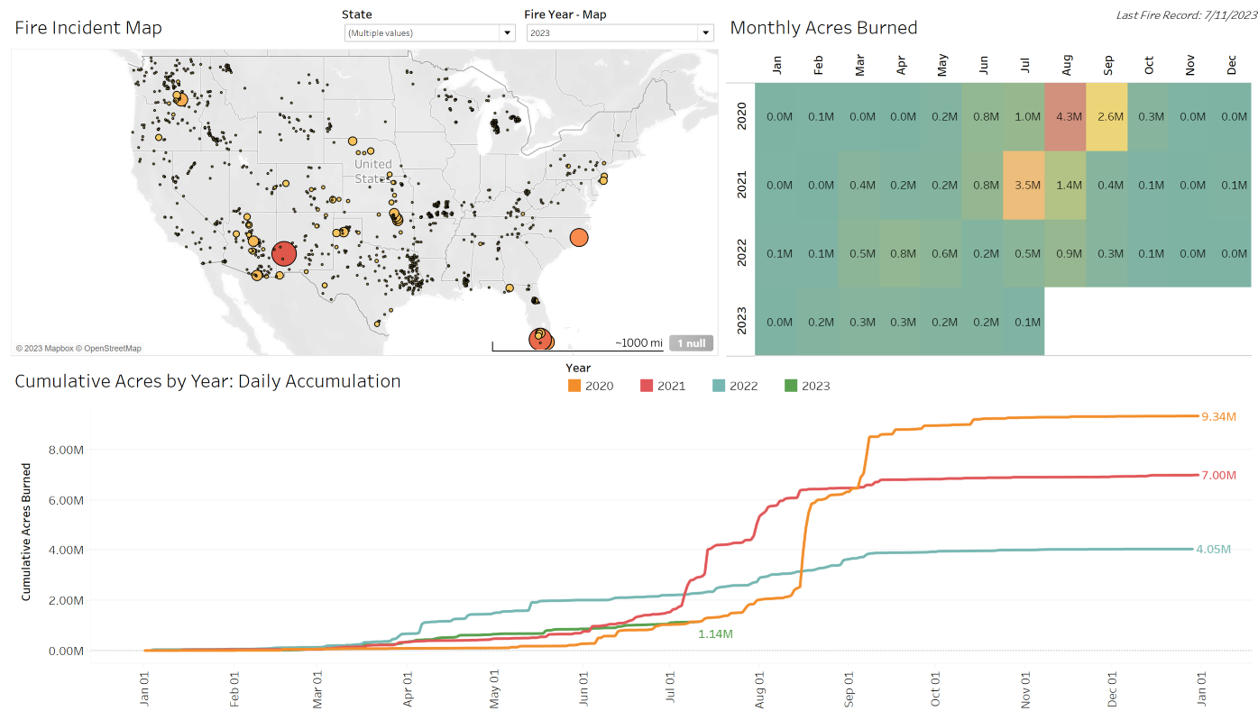 Last Fire Record: 7/11/2023
Fire Incident Map
State
(Multiple values)
Fire Year - Map
2023
United
States
© 2023 Mapbox © OpenStreetMap
~1000 mi
1 null
Monthly Acres Burned
Jan Feb Mar Apr May Jun Jul Aug Sep Oct Nov Dec
2020 0.0M 0.1M 0.0M 0.0M 0.2M 0.8M 1.0M 4.3M 2.6M 0.3M 0.0M 0.0M
2021 0.0M 0.0M 0.4M 0.2M 0.2M 0.8M 3.5M 1.4M 0.4M 0.1M 0.0M 0.1M
2022 0.1M 0.1M 0.5M 0.8M 0.6M 0.2M 0.5M 0.9M 0.3M 0.1M 0.0M 0.0M
2023 0.0M 0.2M 0.3M 0.3M 0.2M 0.2M 0.1M
Cumulative Acres by Year: Daily Accumulation
Year
2020 2021 2022 2023
Cumulative Acres Burned
8.00M
6.00M
4.00M
2.00M
0.00M
9.34M
7.00M
4.05M
1.14M
Jan 01 Feb 01 Mar 01 Apr 01 May 01 Jun 01 Jul 01 Aug 01 Sep 01 Oct 01 Nov 01 Dec 01 Jan 01